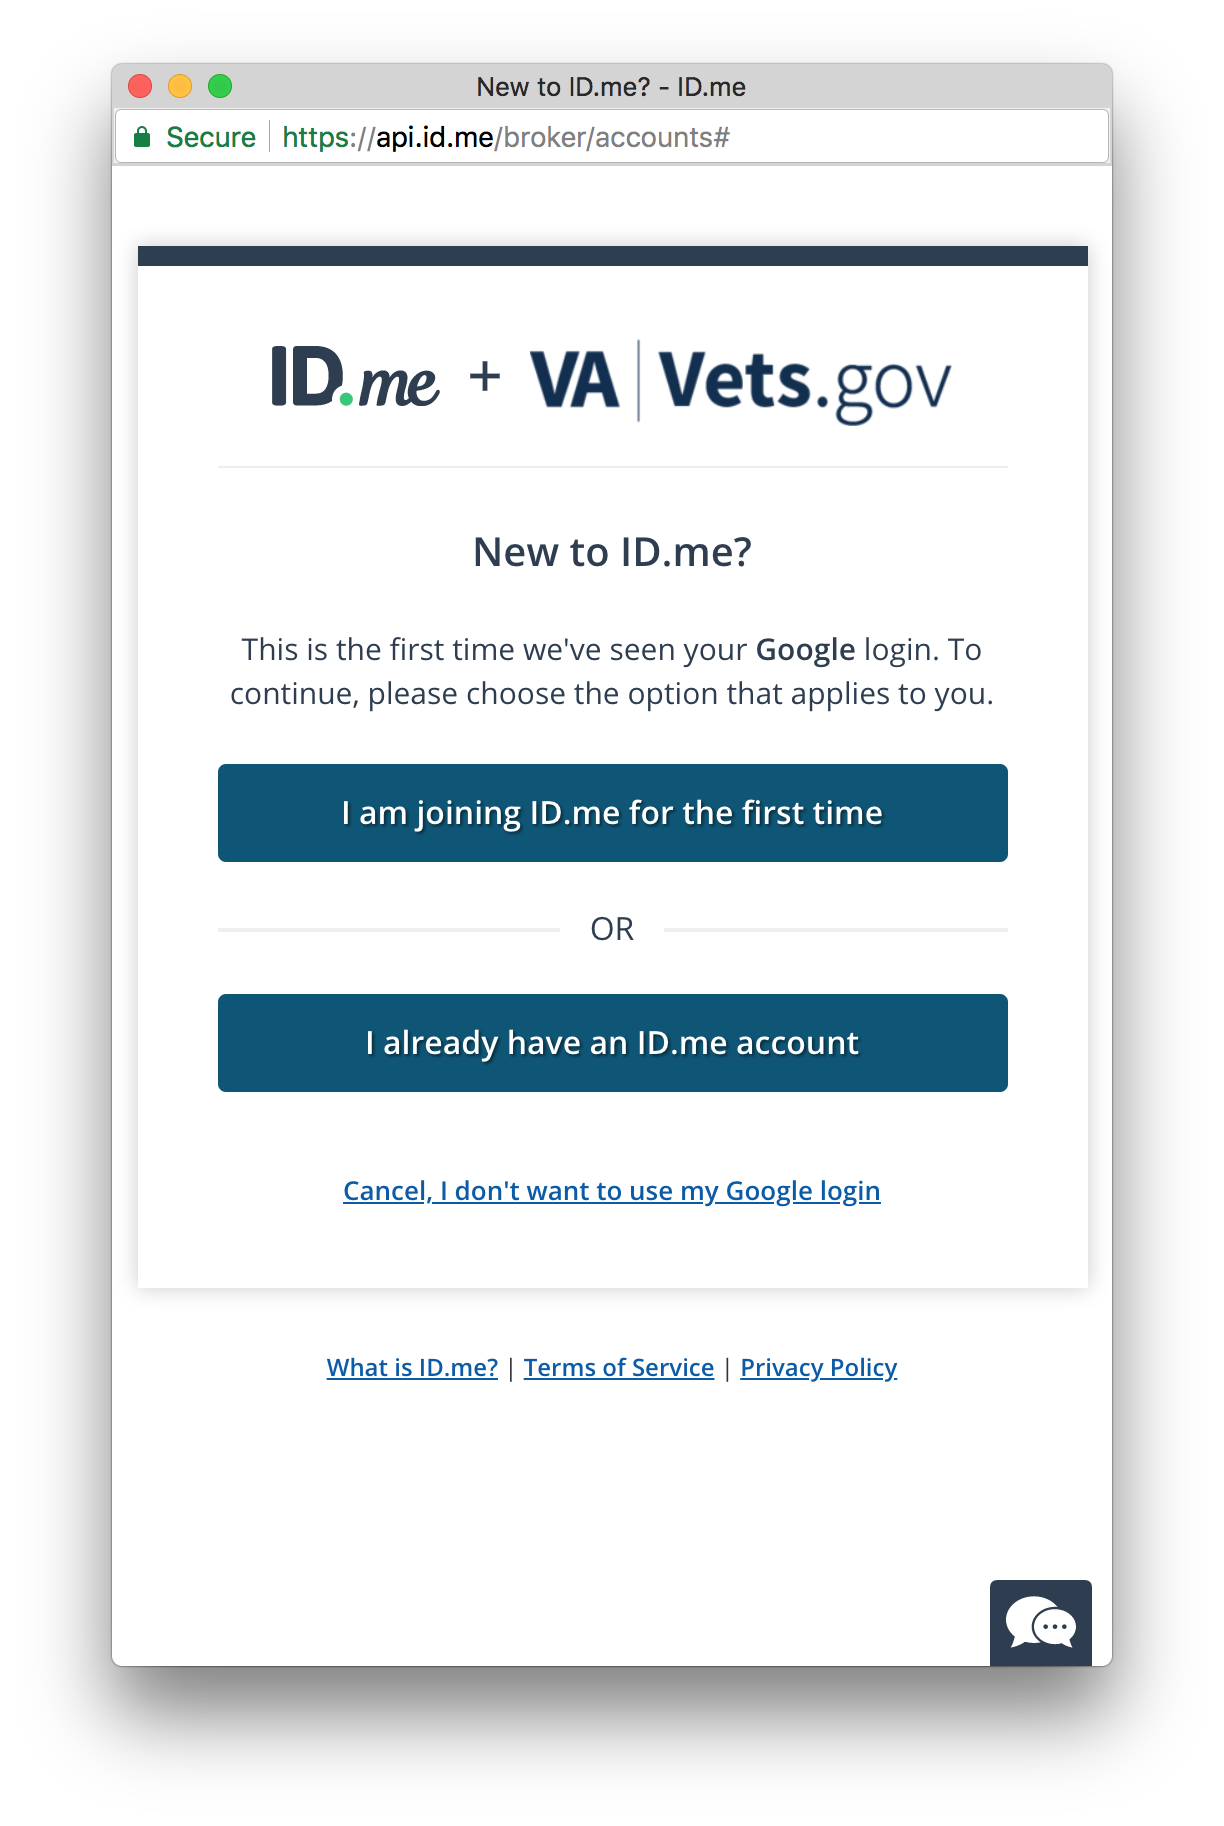 New to ID.me? - ID.me
Secure https://api.id.me/broker/accounts#
ID.me + VA Vets.gov
New to ID.me?
This is the first time we've seen your Google login. To
continue, please choose the option that applies to you.
I am joining ID.me for the first time
OR
I already have an ID.me account
Cancel, I don't want to use my Google login
What is ID.me? | Terms of Service | Privacy Policy